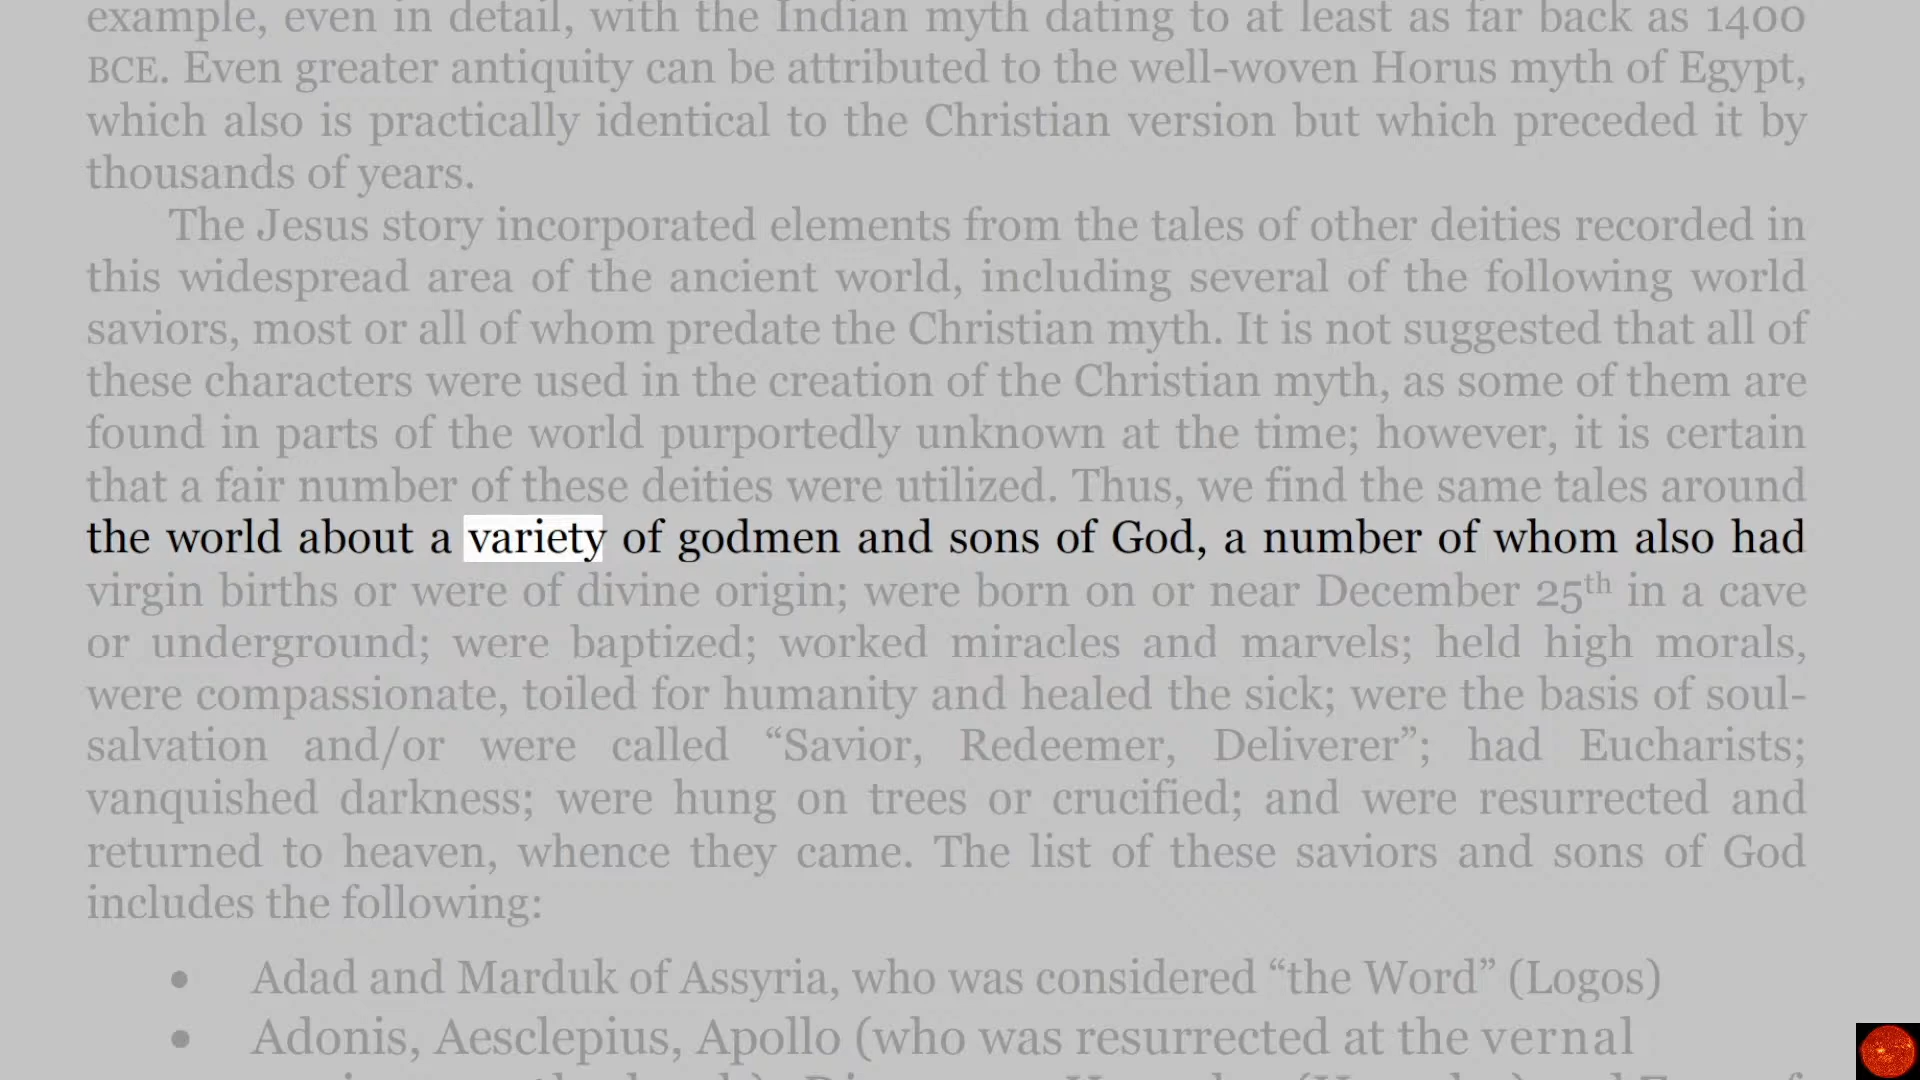 example, even in detail, with the Indian myth dating to at least as far back as 1400
BCE. Even greater antiquity can be attributed to the well-woven Horus myth of Egypt,
which also is practically identical to the Christian version but which preceded it by
thousands of years.
The Jesus story incorporated elements from the tales of other deities recorded in
this widespread area of the ancient world, including several of the following world
saviors, most or all of whom predate the Christian myth. It is not suggested that all of
these characters were used in the creation of the Christian myth, as some of them are
found in parts of the world purportedly unknown at the time; however, it is certain
that a fair number of these deities were utilized. Thus, we find the same tales around
the world about a variety of godmen and sons of God, a number of whom also had
virgin births or were of divine origin; were born on or near December 25th in a cave
or underground; were baptized; worked miracles and marvels; held high morals,
were compassionate, toiled for humanity and healed the sick; were the basis of soul-
salvation and/or were called “Savior, Redeemer, Deliverer”; had Eucharists;
vanquished darkness; were hung on trees or crucified; and were resurrected and
returned to heaven, whence they came. The list of these saviors and sons of God
includes the following:
• Adad and Marduk of Assyria, who was considered “the Word” (Logos)
• Adonis, Aesclepius, Apollo (who was resurrected at the vernal